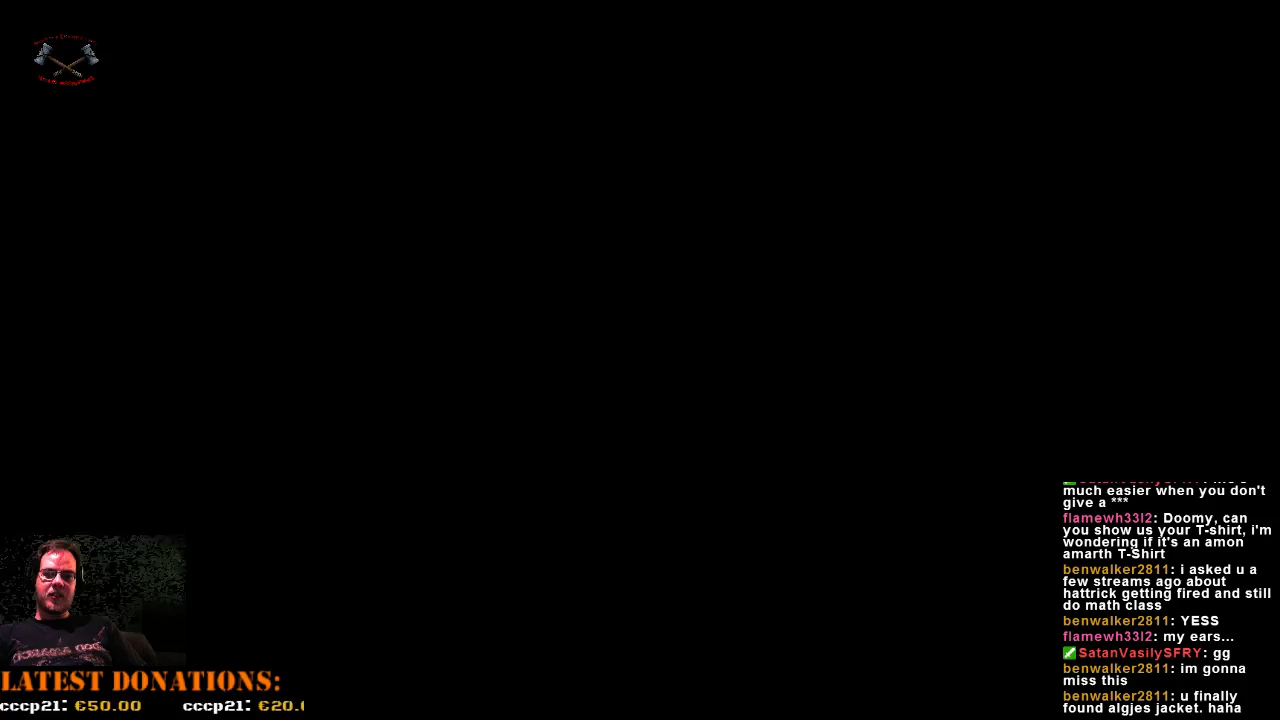 much easier when you don't
give a ***
flamewh33l2: Doomy, can
you show us your T-shirt, i'm
wondering if it's an amon
amarth T-Shirt
benwalker2811: i asked u a
few streams ago about
hattrick getting fired and still
do math class
benwalker2811: YESS
flamewh33l2: my ears...
SatanVasilySFRY: gg
benwalker2811: im gonna
miss this
benwalker2811: u finally
found algjes jacket. haha
LATEST DONATIONS:
cccp21: €50.00 cccp21: €20.